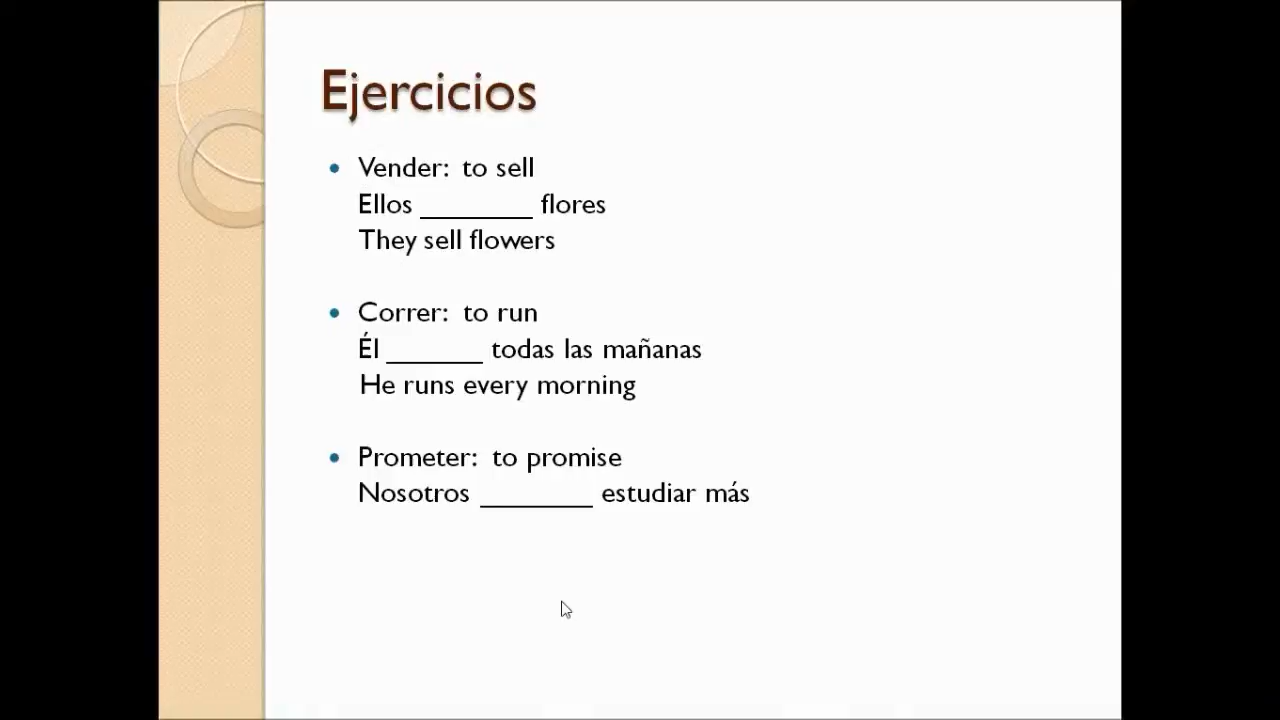 Ejercicios
• Vender: to sell
Ellos ________ flores
They sell flowers
• Correr: to run
Él _______ todas las mañanas
He runs every morning
• Prometer: to promise
Nosotros ________ estudiar más